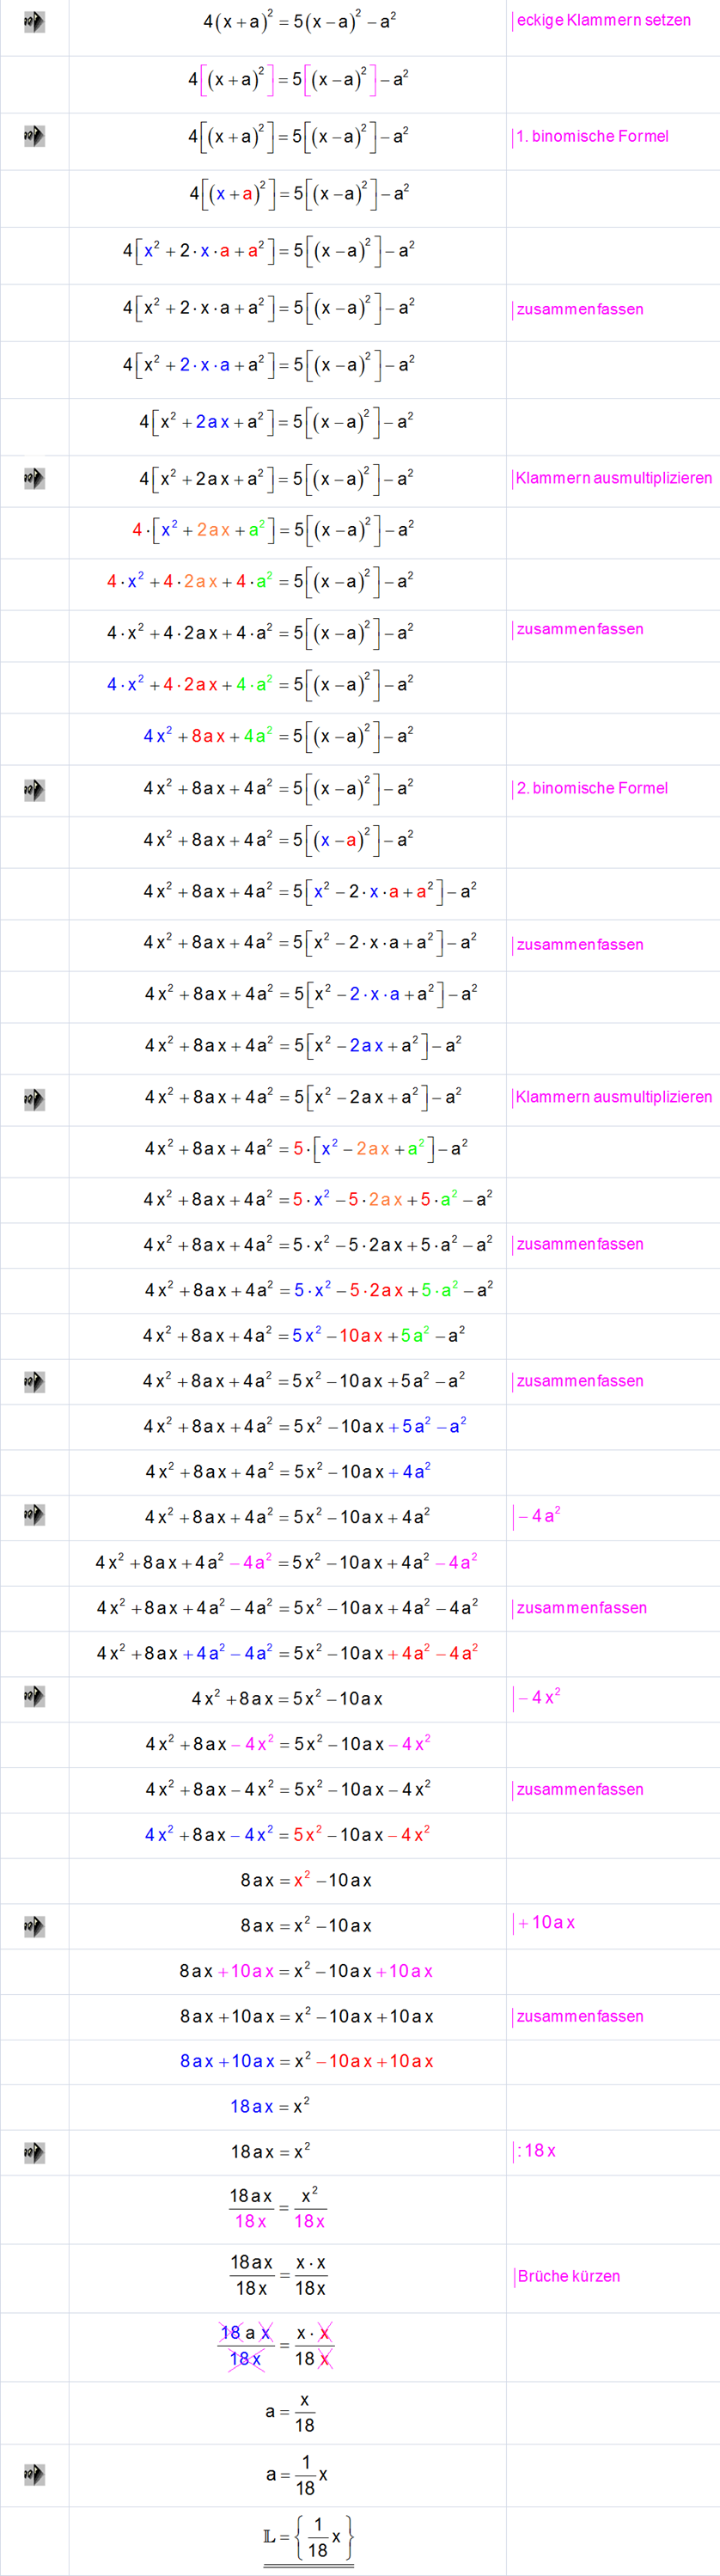 4(x+a)² = 5(x−a)² − a² |eckige Klammern setzen
4[(x+a)²] = 5[(x−a)²] − a²
4[(x+a)²] = 5[(x−a)²] − a² |1. binomische Formel
4[(x+a)²] = 5[(x−a)²] − a²
4[x² + 2·x·a + a²] = 5[(x−a)²] − a²
4[x² + 2·x·a + a²] = 5[(x−a)²] − a² |zusammenfassen
4[x² + 2·x·a + a²] = 5[(x−a)²] − a²
4[x² + 2ax + a²] = 5[(x−a)²] − a²
4[x² + 2ax + a²] = 5[(x−a)²] − a² |Klammern ausmultiplizieren
4·[x² + 2ax + a²] = 5[(x−a)²] − a²
4·x² + 4·2ax + 4·a² = 5[(x−a)²] − a²
4·x² + 4·2ax + 4·a² = 5[(x−a)²] − a² |zusammenfassen
4·x² + 4·2ax + 4·a² = 5[(x−a)²] − a²
4x² + 8ax + 4a² = 5[(x−a)²] − a²
4x² + 8ax + 4a² = 5[(x−a)²] − a² |2. binomische Formel
4x² + 8ax + 4a² = 5[(x−a)²] − a²
4x² + 8ax + 4a² = 5[x² − 2·x·a + a²] − a²
4x² + 8ax + 4a² = 5[x² − 2·x·a + a²] − a² |zusammenfassen
4x² + 8ax + 4a² = 5[x² − 2·x·a + a²] − a²
4x² + 8ax + 4a² = 5[x² − 2ax + a²] − a²
4x² + 8ax + 4a² = 5[x² − 2ax + a²] − a² |Klammern ausmultiplizieren
4x² + 8ax + 4a² = 5·[x² − 2ax + a²] − a²
4x² + 8ax + 4a² = 5·x² − 5·2ax + 5·a² − a²
4x² + 8ax + 4a² = 5·x² − 5·2ax + 5·a² − a² |zusammenfassen
4x² + 8ax + 4a² = 5·x² − 5·2ax + 5·a² − a²
4x² + 8ax + 4a² = 5x² − 10ax + 5a² − a²
4x² + 8ax + 4a² = 5x² − 10ax + 5a² − a² |zusammenfassen
4x² + 8ax + 4a² = 5x² − 10ax + 5a² − a²
4x² + 8ax + 4a² = 5x² − 10ax + 4a²
4x² + 8ax + 4a² = 5x² − 10ax + 4a² |− 4a²
4x² + 8ax + 4a² − 4a² = 5x² − 10ax + 4a² − 4a²
4x² + 8ax + 4a² − 4a² = 5x² − 10ax + 4a² − 4a² |zusammenfassen
4x² + 8ax + 4a² − 4a² = 5x² − 10ax + 4a² − 4a²
4x² + 8ax = 5x² − 10ax |− 4x²
4x² + 8ax − 4x² = 5x² − 10ax − 4x²
4x² + 8ax − 4x² = 5x² − 10ax − 4x² |zusammenfassen
4x² + 8ax − 4x² = 5x² − 10ax − 4x²
8ax = x² − 10ax
8ax = x² − 10ax |+ 10ax
8ax + 10ax = x² − 10ax + 10ax
8ax + 10ax = x² − 10ax + 10ax |zusammenfassen
8ax + 10ax = x² − 10ax + 10ax
18ax = x²
18ax = x² |:18x
18ax/18x = x²/18x
18ax/18x = x·x/18x |Brüche kürzen
18ax/18x = x·x/18x
a = x/18
a = 1/18 x
𝕃 = {1/18 x}